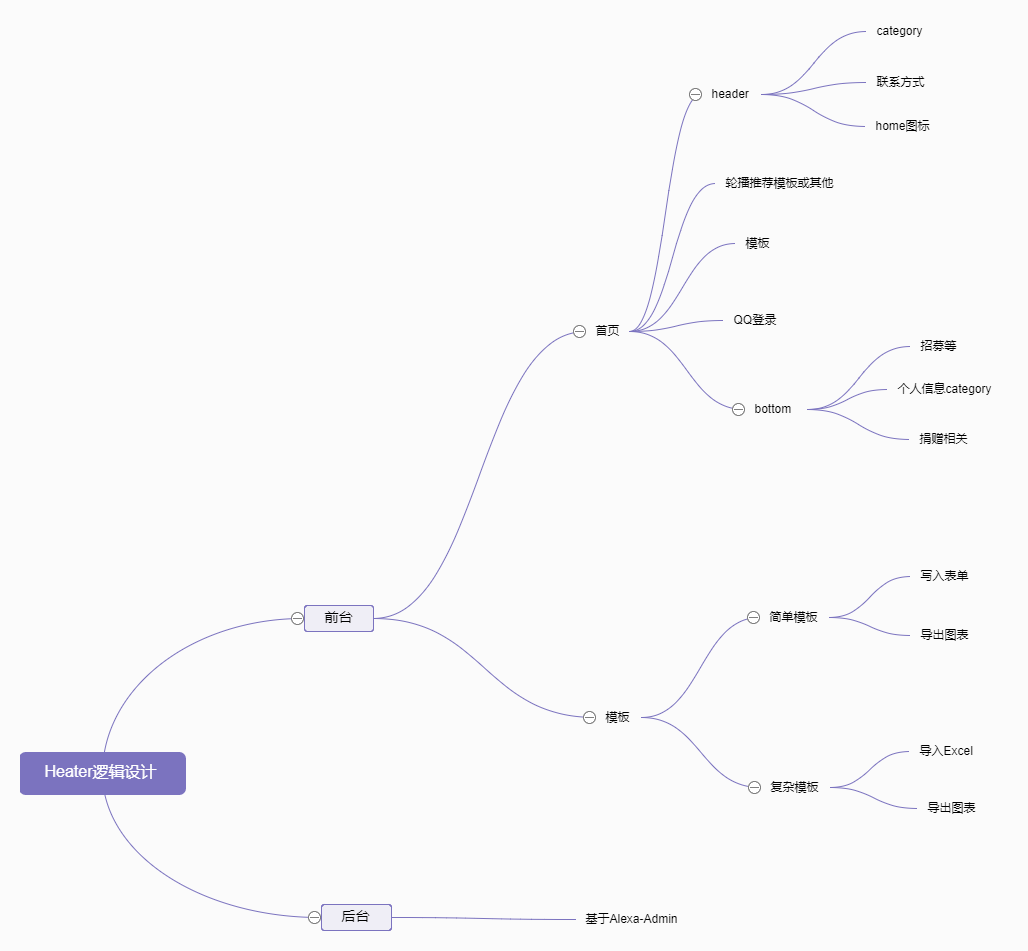 category
header
联系方式
home图标
轮播推荐模板或其他
模板
QQ登录
首页
招募等
个人信息category
bottom
捐赠相关
写入表单
前台
简单模板
导出图表
模板
导入Excel
Heater逻辑设计
复杂模板
导出图表
后台
基于Alexa-Admin